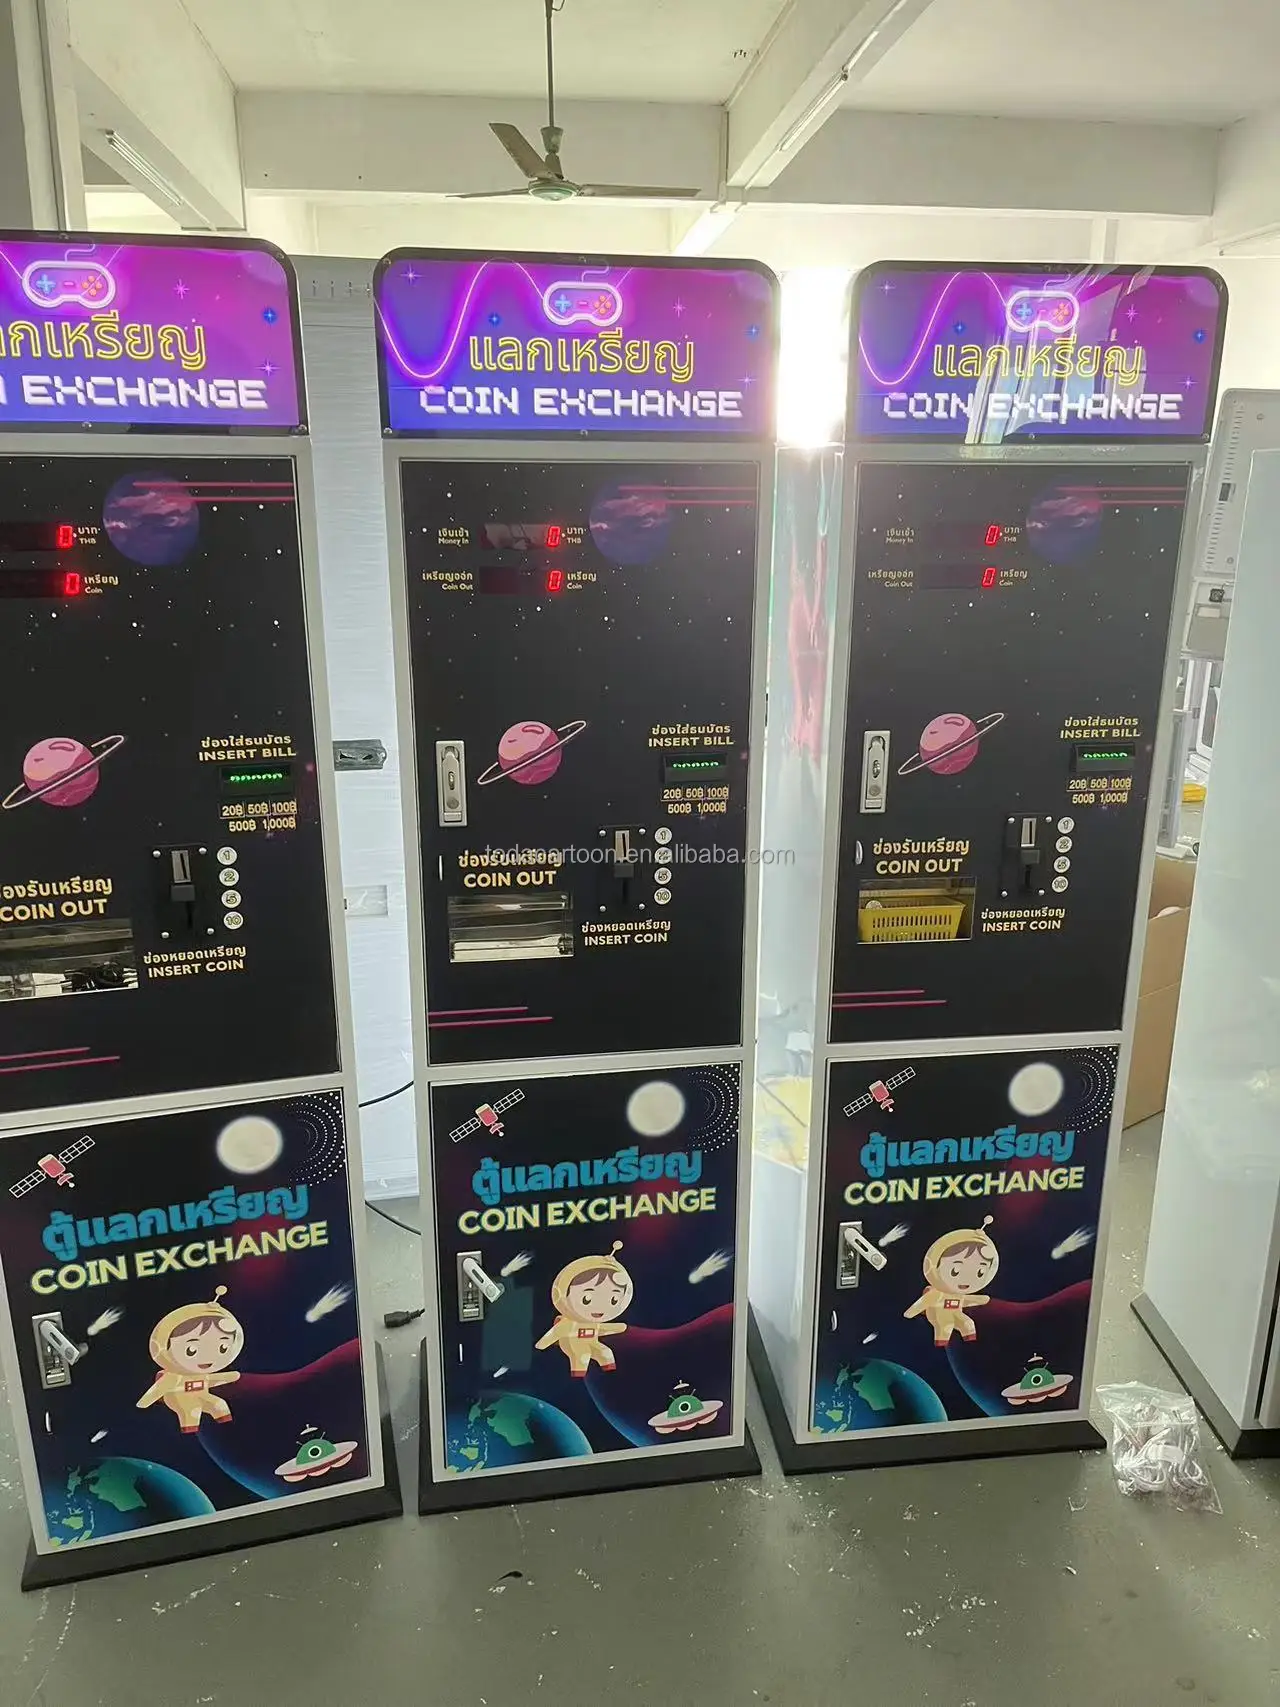 แลกเหรียญ
EXCHANGE
0 บาท
THB
0 เหรียญ
Coin
ช่องใส่ธนบัตร
INSERT BILL
20฿ 50฿ 100฿
500฿ 1,000฿
1
2
5
10
ช่องรับเหรียญ
COIN OUT
ช่องหยอดเหรียญ
INSERT COIN
ตู้แลกเหรียญ
COIN EXCHANGE
แลกเหรียญ
COIN EXCHANGE
เงินเข้า 0 บาท
Money In THB
เหรียญออก 0 เหรียญ
Coin Out Coin
ช่องใส่ธนบัตร
INSERT BILL
20฿ 50฿ 100฿
500฿ 1,000฿
1
2
5
10
ช่องรับเหรียญ
COIN OUT
ช่องหยอดเหรียญ
INSERT COIN
ตู้แลกเหรียญ
COIN EXCHANGE
แลกเหรียญ
COIN EXCHANGE
เงินเข้า 0 บาท
Money In THB
เหรียญออก 0 เหรียญ
Coin Out Coin
ช่องใส่ธนบัตร
INSERT BILL
20฿ 50฿ 100฿
500฿ 1,000฿
1
2
5
10
ช่องรับเหรียญ
COIN OUT
ช่องหยอดเหรียญ
INSERT COIN
ตู้แลกเหรียญ
COIN EXCHANGE
todacartoon.en.alibaba.com